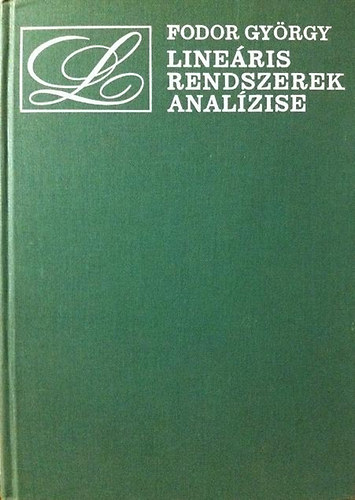 L
FODOR GYÖRGY
LINEÁRIS
RENDSZEREK
ANALÍZISE